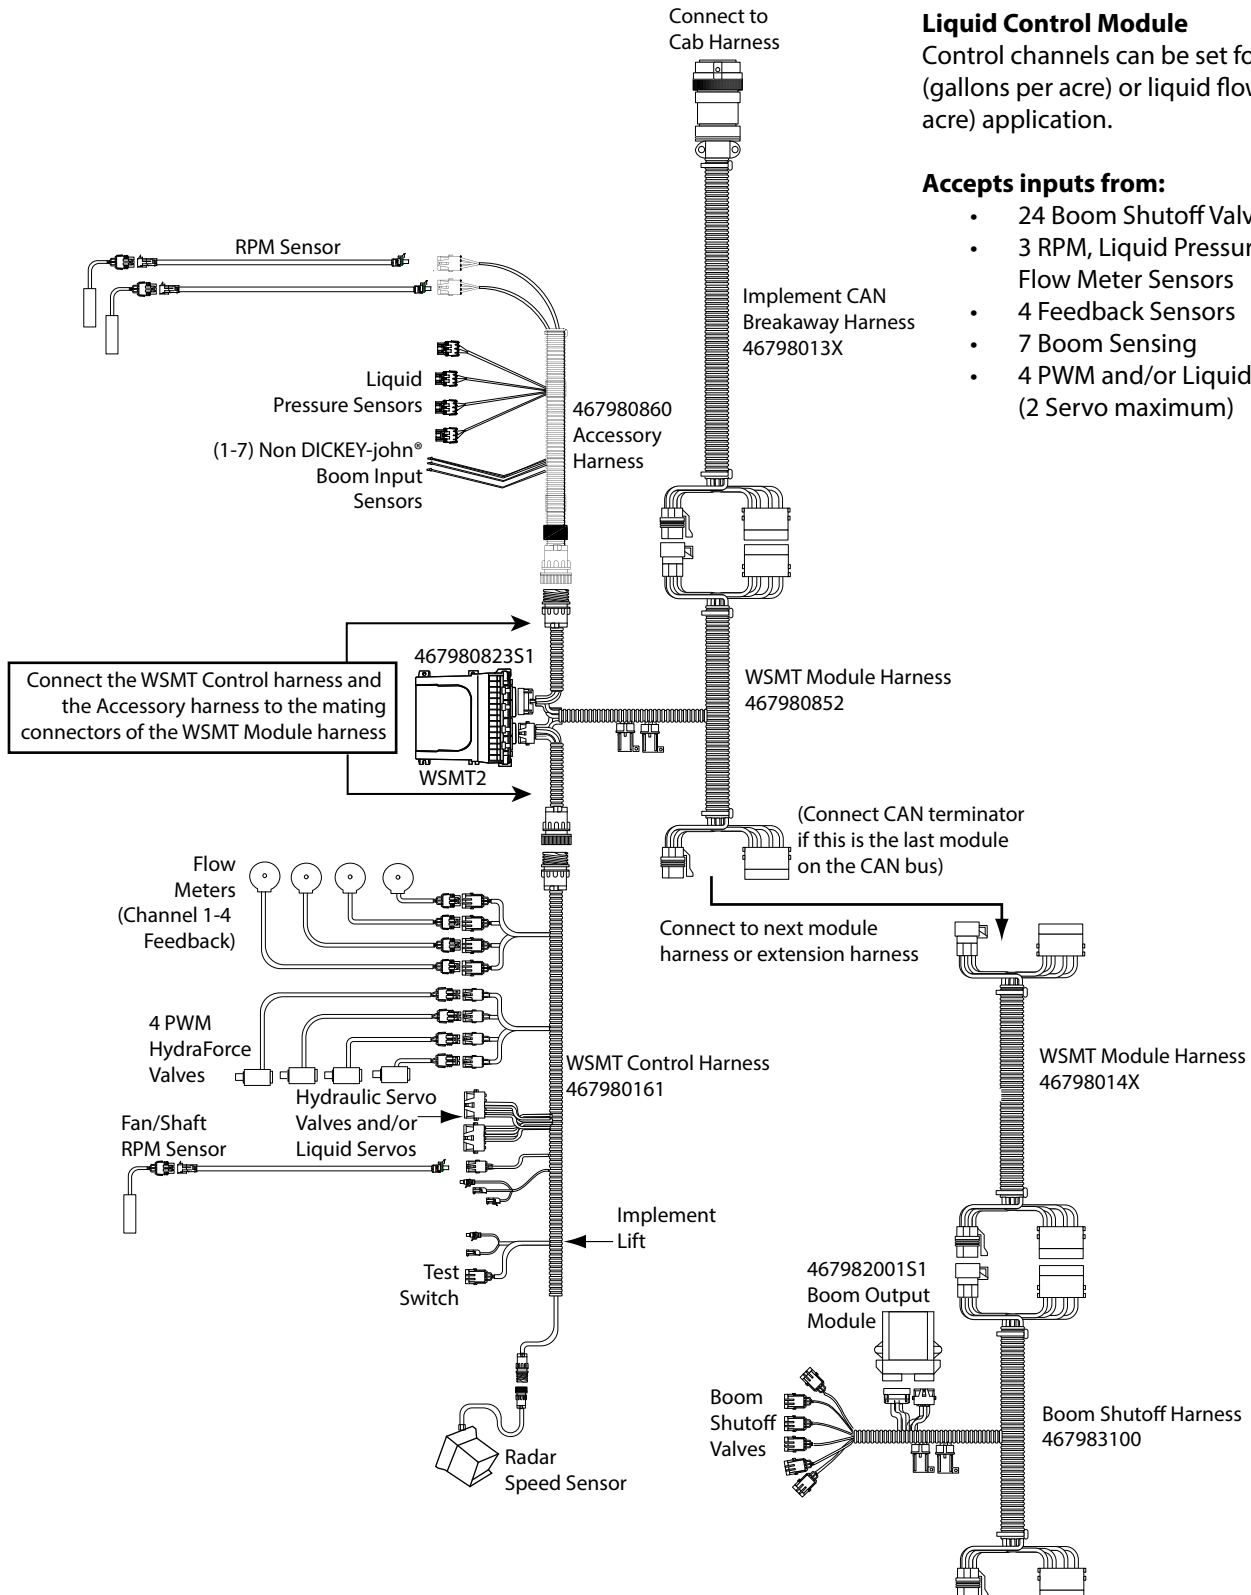 Connect to
Cab Harness
Liquid Control Module
Control channels can be set fo
(gallons per acre) or liquid flow
acre) application.
Accepts inputs from:
• 24 Boom Shutoff Valv
• 3 RPM, Liquid Pressur
Flow Meter Sensors
• 4 Feedback Sensors
• 7 Boom Sensing
• 4 PWM and/or Liquid
(2 Servo maximum)
RPM Sensor
Implement CAN
Breakaway Harness
46798013X
Liquid
Pressure Sensors
467980860
Accessory
Harness
(1-7) Non DICKEY-john®
Boom Input
Sensors
467980823S1
Connect the WSMT Control harness and
the Accessory harness to the mating
connectors of the WSMT Module harness
WSMT Module Harness
467980852
WSMT2
(Connect CAN terminator
if this is the last module
on the CAN bus)
Flow
Meters
(Channel 1-4
Feedback)
Connect to next module
harness or extension harness
4 PWM
HydraForce
Valves
WSMT Control Harness
467980161
WSMT Module Harness
46798014X
Hydraulic Servo
Valves and/or
Liquid Servos
Fan/Shaft
RPM Sensor
Implement
Lift
Test
Switch
467982001S1
Boom Output
Module
Boom
Shutoff
Valves
Boom Shutoff Harness
467983100
Radar
Speed Sensor